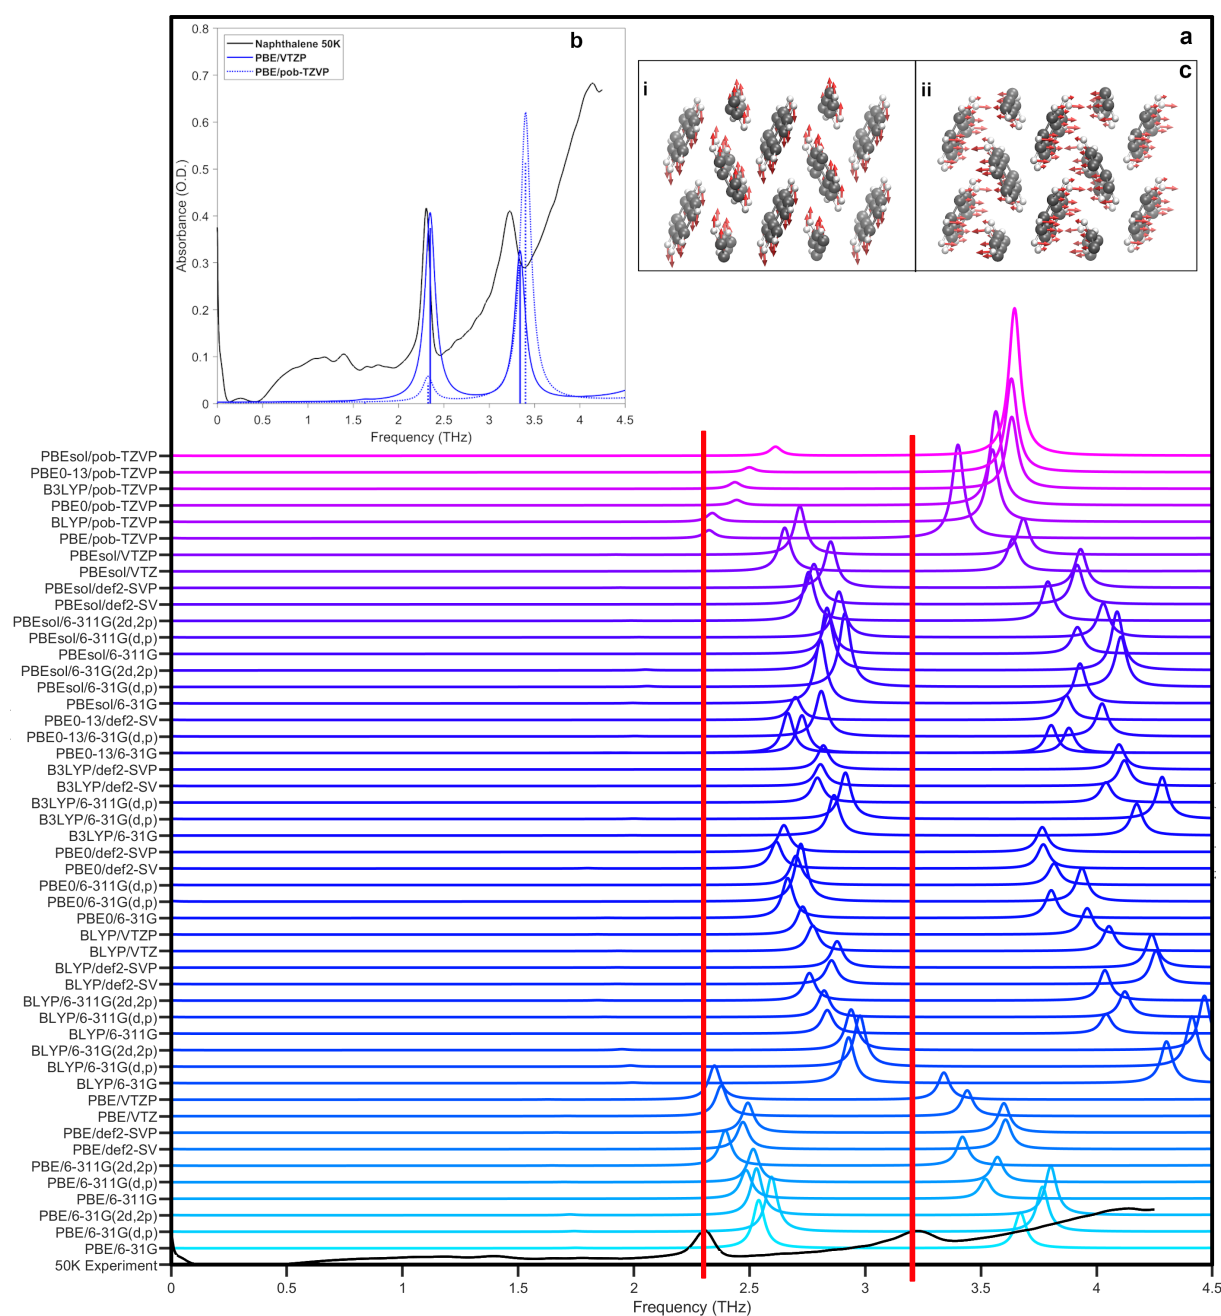 a
b
Naphthalene 50K
PBE/VTZP
PBE/pob-TZVP
Absorbance (O.D.)
0.8
0.7
0.6
0.5
0.4
0.3
0.2
0.1
0
0 0.5 1 1.5 2 2.5 3 3.5 4 4.5
Frequency (THz)
c
i
ii
PBEsol/pob-TZVP
PBE0-13/pob-TZVP
B3LYP/pob-TZVP
PBE0/pob-TZVP
BLYP/pob-TZVP
PBE/pob-TZVP
PBEsol/VTZP
PBEsol/VTZ
PBEsol/def2-SVP
PBEsol/def2-SV
PBEsol/6-311G(2d,2p)
PBEsol/6-311G(d,p)
PBEsol/6-311G
PBEsol/6-31G(2d,2p)
PBEsol/6-31G(d,p)
PBEsol/6-31G
PBE0-13/def2-SV
PBE0-13/6-31G(d,p)
PBE0-13/6-31G
B3LYP/def2-SVP
B3LYP/def2-SV
B3LYP/6-311G(d,p)
B3LYP/6-31G(d,p)
B3LYP/6-31G
PBE0/def2-SVP
PBE0/def2-SV
PBE0/6-311G(d,p)
PBE0/6-31G(d,p)
PBE0/6-31G
BLYP/VTZP
BLYP/VTZ
BLYP/def2-SVP
BLYP/def2-SV
BLYP/6-311G(2d,2p)
BLYP/6-311G(d,p)
BLYP/6-311G
BLYP/6-31G(2d,2p)
BLYP/6-31G(d,p)
BLYP/6-31G
PBE/VTZP
PBE/VTZ
PBE/def2-SVP
PBE/def2-SV
PBE/6-311G(2d,2p)
PBE/6-311G(d,p)
PBE/6-311G
PBE/6-31G(2d,2p)
PBE/6-31G(d,p)
PBE/6-31G
50K Experiment
0 1 1.5 2 2.5 3 3.5 4 4.5
Frequency (THz)